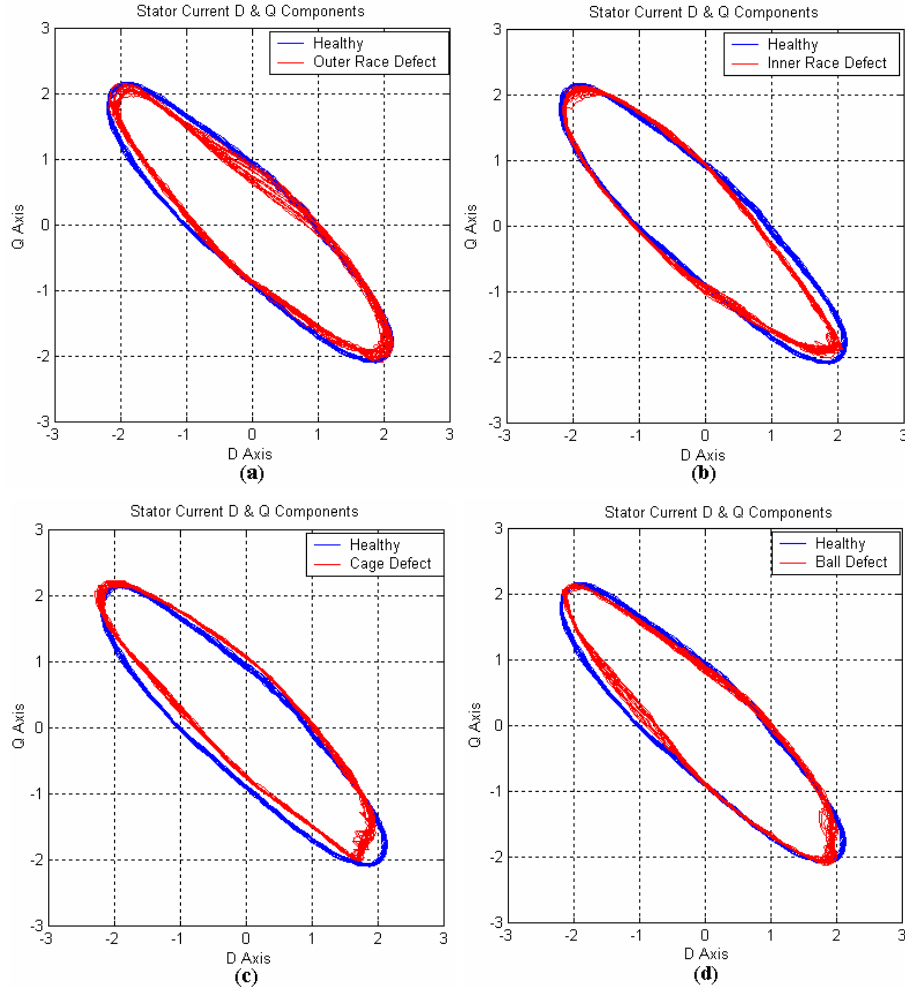 Stator Current D & Q Components
3
2
1
0
-1
-2
-3
Q Axis
Healthy
Outer Race Defect
-3 -2 -1 0 1 2 3
D Axis
(a)
Stator Current D & Q Components
3
2
1
0
-1
-2
-3
Q Axis
Healthy
Inner Race Defect
-3 -2 -1 0 1 2 3
D Axis
(b)
Stator Current D & Q Components
3
2
1
0
-1
-2
-3
Q Axis
Healthy
Cage Defect
-3 -2 -1 0 1 2 3
D Axis
(c)
Stator Current D & Q Components
3
2
1
0
-1
-2
-3
Q Axis
Healthy
Ball Defect
-3 -2 -1 0 1 2 3
D Axis
(d)